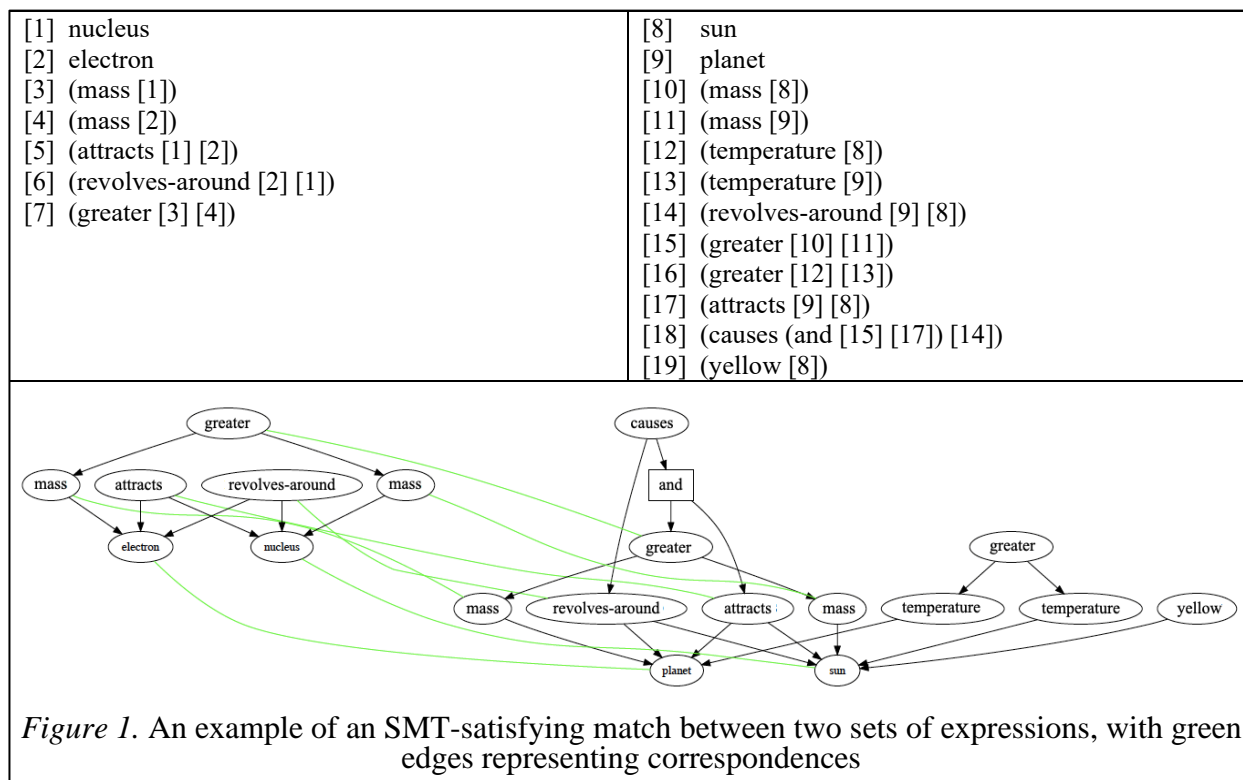 [1] nucleus
[2] electron
[3] (mass [1])
[4] (mass [2])
[5] (attracts [1] [2])
[6] (revolves-around [2] [1])
[7] (greater [3] [4])
[8] sun
[9] planet
[10] (mass [8])
[11] (mass [9])
[12] (temperature [8])
[13] (temperature [9])
[14] (revolves-around [9] [8])
[15] (greater [10] [11])
[16] (greater [12] [13])
[17] (attracts [9] [8])
[18] (causes (and [15] [17]) [14])
[19] (yellow [8])
greater
causes
mass
attracts
revolves-around
mass
and
electron
nucleus
greater
greater
mass
revolves-around
attracts
mass
temperature
temperature
yellow
planet
sun
Figure 1. An example of an SMT-satisfying match between two sets of expressions, with green
edges representing correspondences